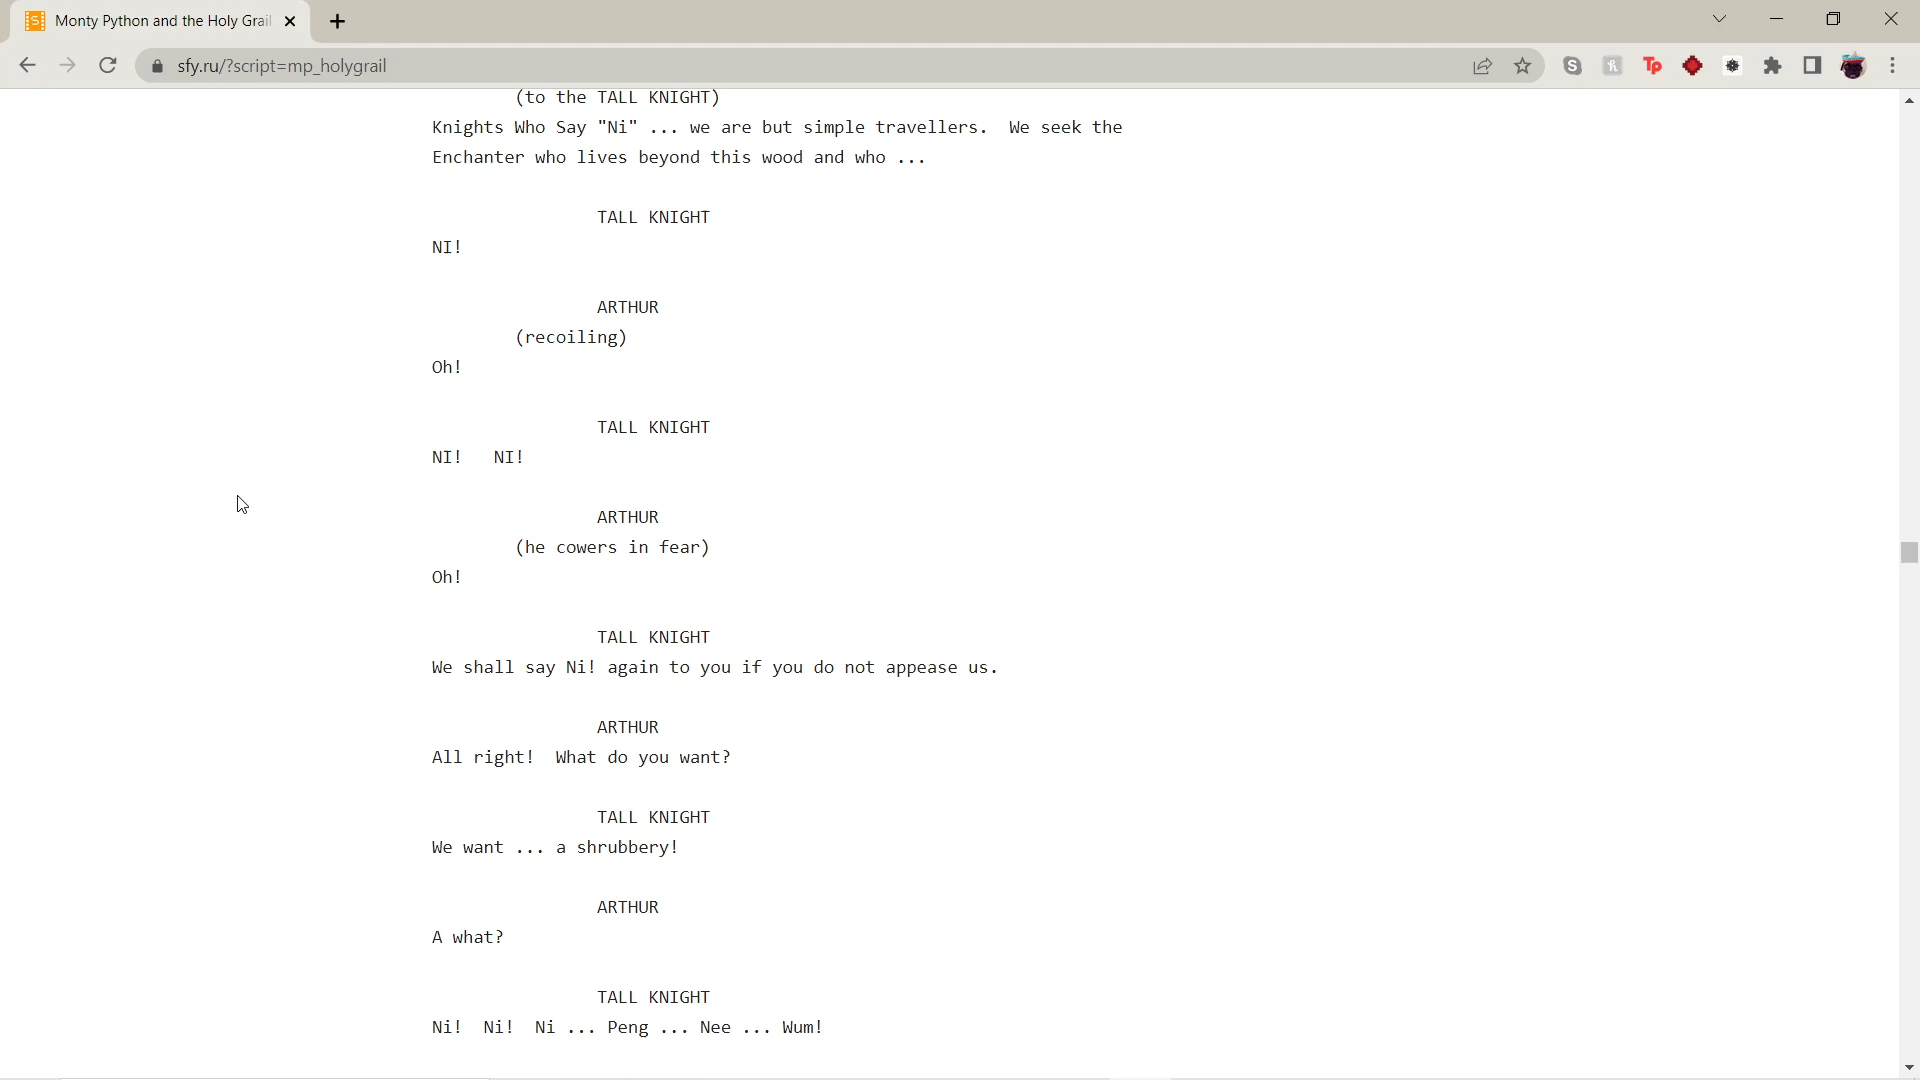 Monty Python and the Holy Grail
sfy.ru/?script=mp_holygrail
(to the TALL KNIGHT)
Knights Who Say "Ni" ... we are but simple travellers.  We seek the
Enchanter who lives beyond this wood and who ...
TALL KNIGHT
NI!
ARTHUR
(recoiling)
Oh!
TALL KNIGHT
NI!   NI!
ARTHUR
(he cowers in fear)
Oh!
TALL KNIGHT
We shall say Ni! again to you if you do not appease us.
ARTHUR
All right!  What do you want?
TALL KNIGHT
We want ... a shrubbery!
ARTHUR
A what?
TALL KNIGHT
Ni!  Ni!  Ni ... Peng ... Nee ... Wum!